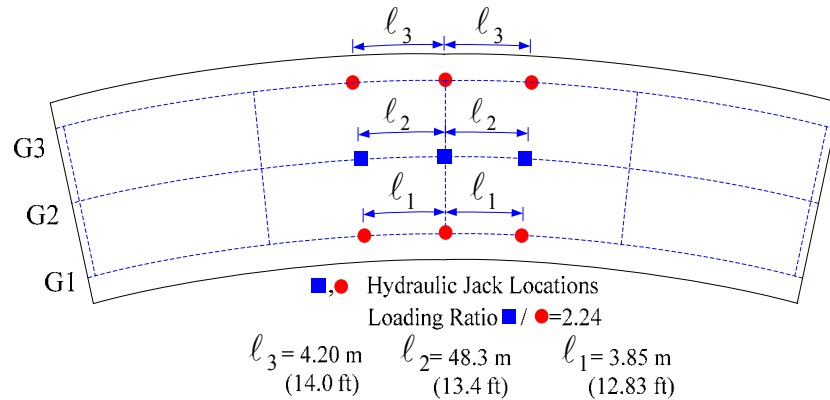 ℓ3 ℓ3
G3
ℓ2 ℓ2
G2
ℓ1 ℓ1
G1
■,● Hydraulic Jack Locations
Loading Ratio ■ / ●=2.24
ℓ3 = 4.20 m ℓ2= 48.3 m ℓ1 = 3.85 m
(14.0 ft) (13.4 ft) (12.83 ft)